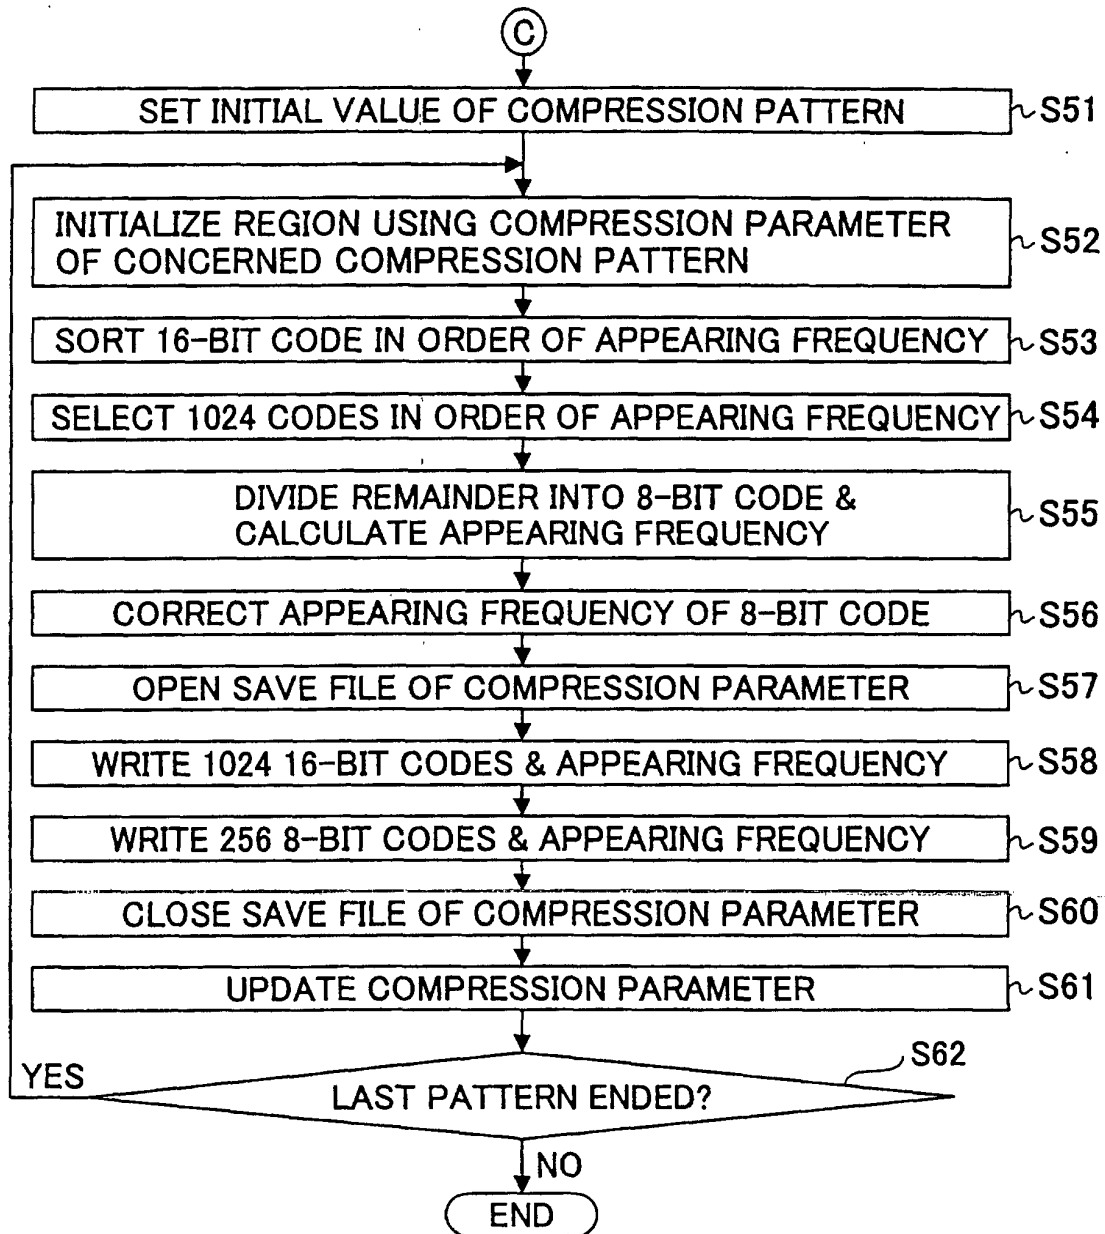 C
SET INITIAL VALUE OF COMPRESSION PATTERN
S51
INITIALIZE REGION USING COMPRESSION PARAMETER
OF CONCERNED COMPRESSION PATTERN
S52
SORT 16-BIT CODE IN ORDER OF APPEARING FREQUENCY
S53
SELECT 1024 CODES IN ORDER OF APPEARING FREQUENCY
S54
DIVIDE REMAINDER INTO 8-BIT CODE &
CALCULATE APPEARING FREQUENCY
S55
CORRECT APPEARING FREQUENCY OF 8-BIT CODE
S56
OPEN SAVE FILE OF COMPRESSION PARAMETER
S57
WRITE 1024 16-BIT CODES & APPEARING FREQUENCY
S58
WRITE 256 8-BIT CODES & APPEARING FREQUENCY
S59
CLOSE SAVE FILE OF COMPRESSION PARAMETER
S60
UPDATE COMPRESSION PARAMETER
S61
S62
YES
LAST PATTERN ENDED?
NO
END